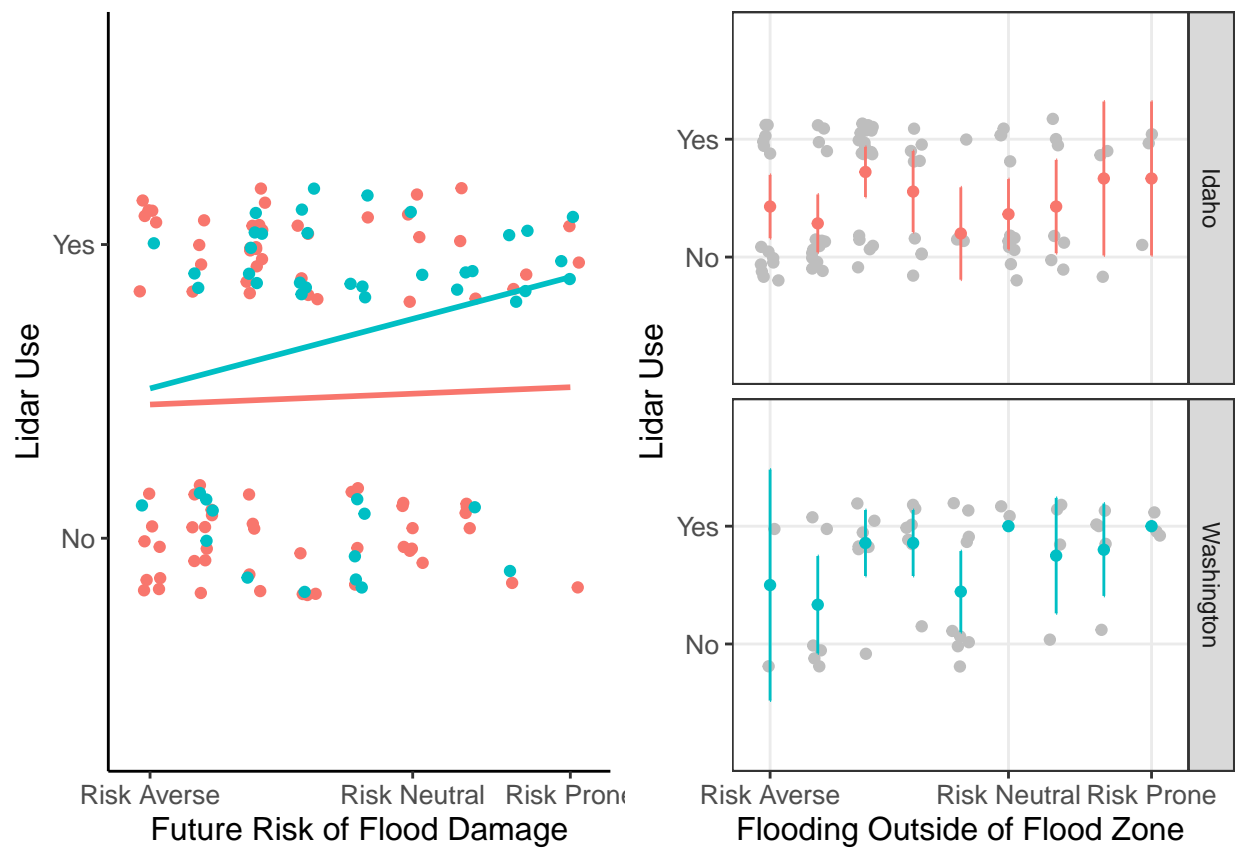 Lidar Use
Yes
No
Risk Averse
Risk Neutral
Risk Prone
Future Risk of Flood Damage
Lidar Use
Yes
No
Idaho
Yes
No
Washington
Risk Averse
Risk Neutral
Risk Prone
Flooding Outside of Flood Zone